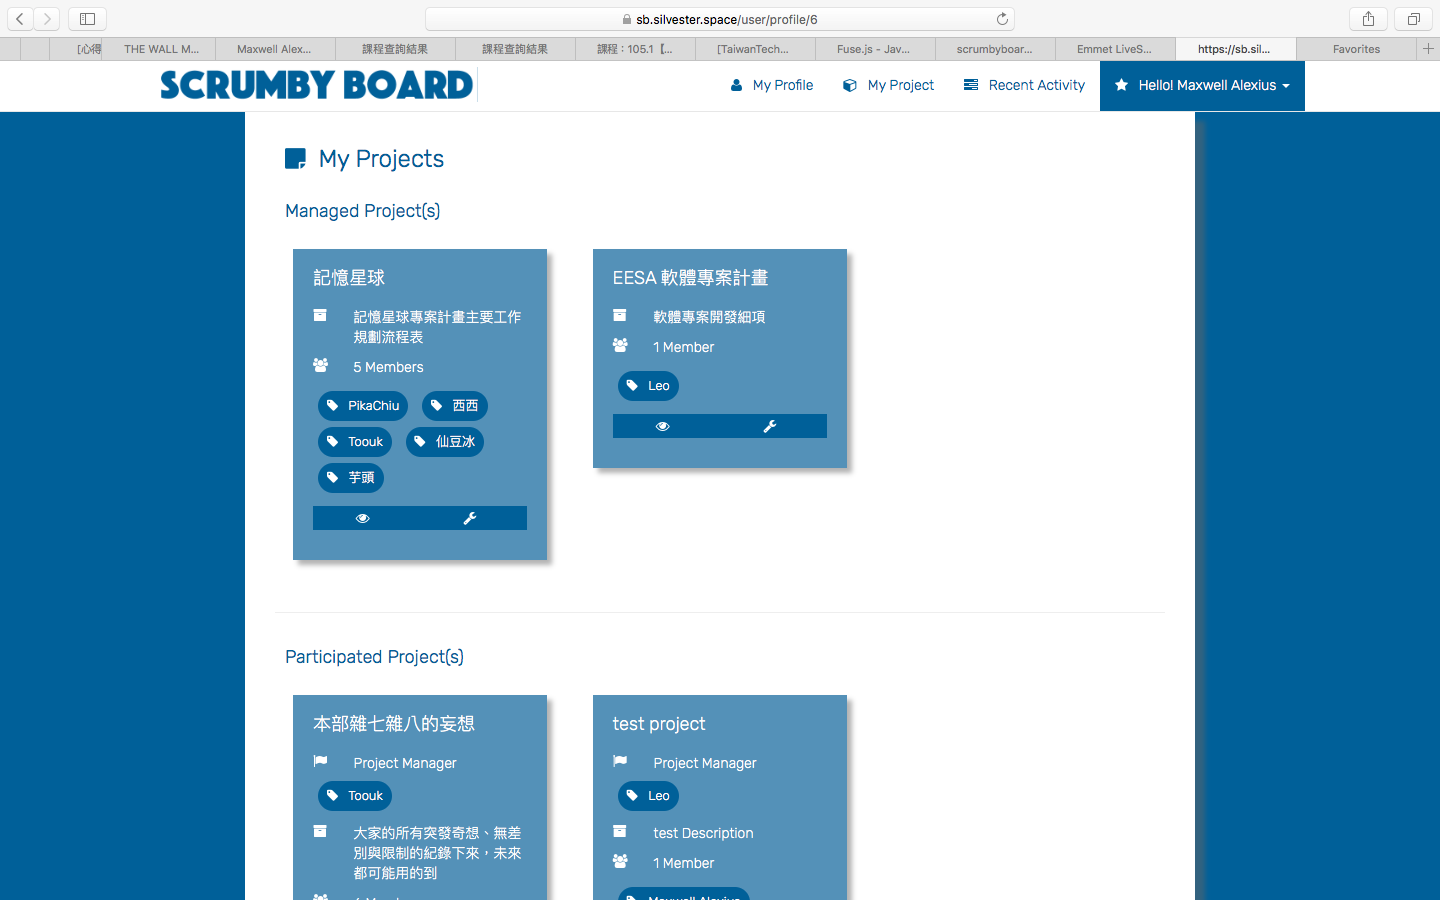 sb.silvester.space/user/profile/6
[心得
THE WALL M...
Maxwell Alex...
課程查詢結果
課程查詢結果
課程 : 105.1【...
[TaiwanTech...
Fuse.js - Jav...
scrumbyboar...
Emmet LiveS...
https://sb.sil...
Favorites
SCRUMBY BOARD
My Profile
My Project
Recent Activity
Hello! Maxwell Alexius
My Projects
Managed Project(s)
記憶星球
記憶星球專案計畫主要工作
規劃流程表
5 Members
PikaChiu
西西
Toouk
仙豆冰
芋頭
EESA 軟體專案計畫
軟體專案開發細項
1 Member
Leo
Participated Project(s)
本部雜七雜八的妄想
Project Manager
Toouk
大家的所有突發奇想、無差
別與限制的紀錄下來，未來
都可能用的到
test project
Project Manager
Leo
test Description
1 Member
Maxwell Alexius